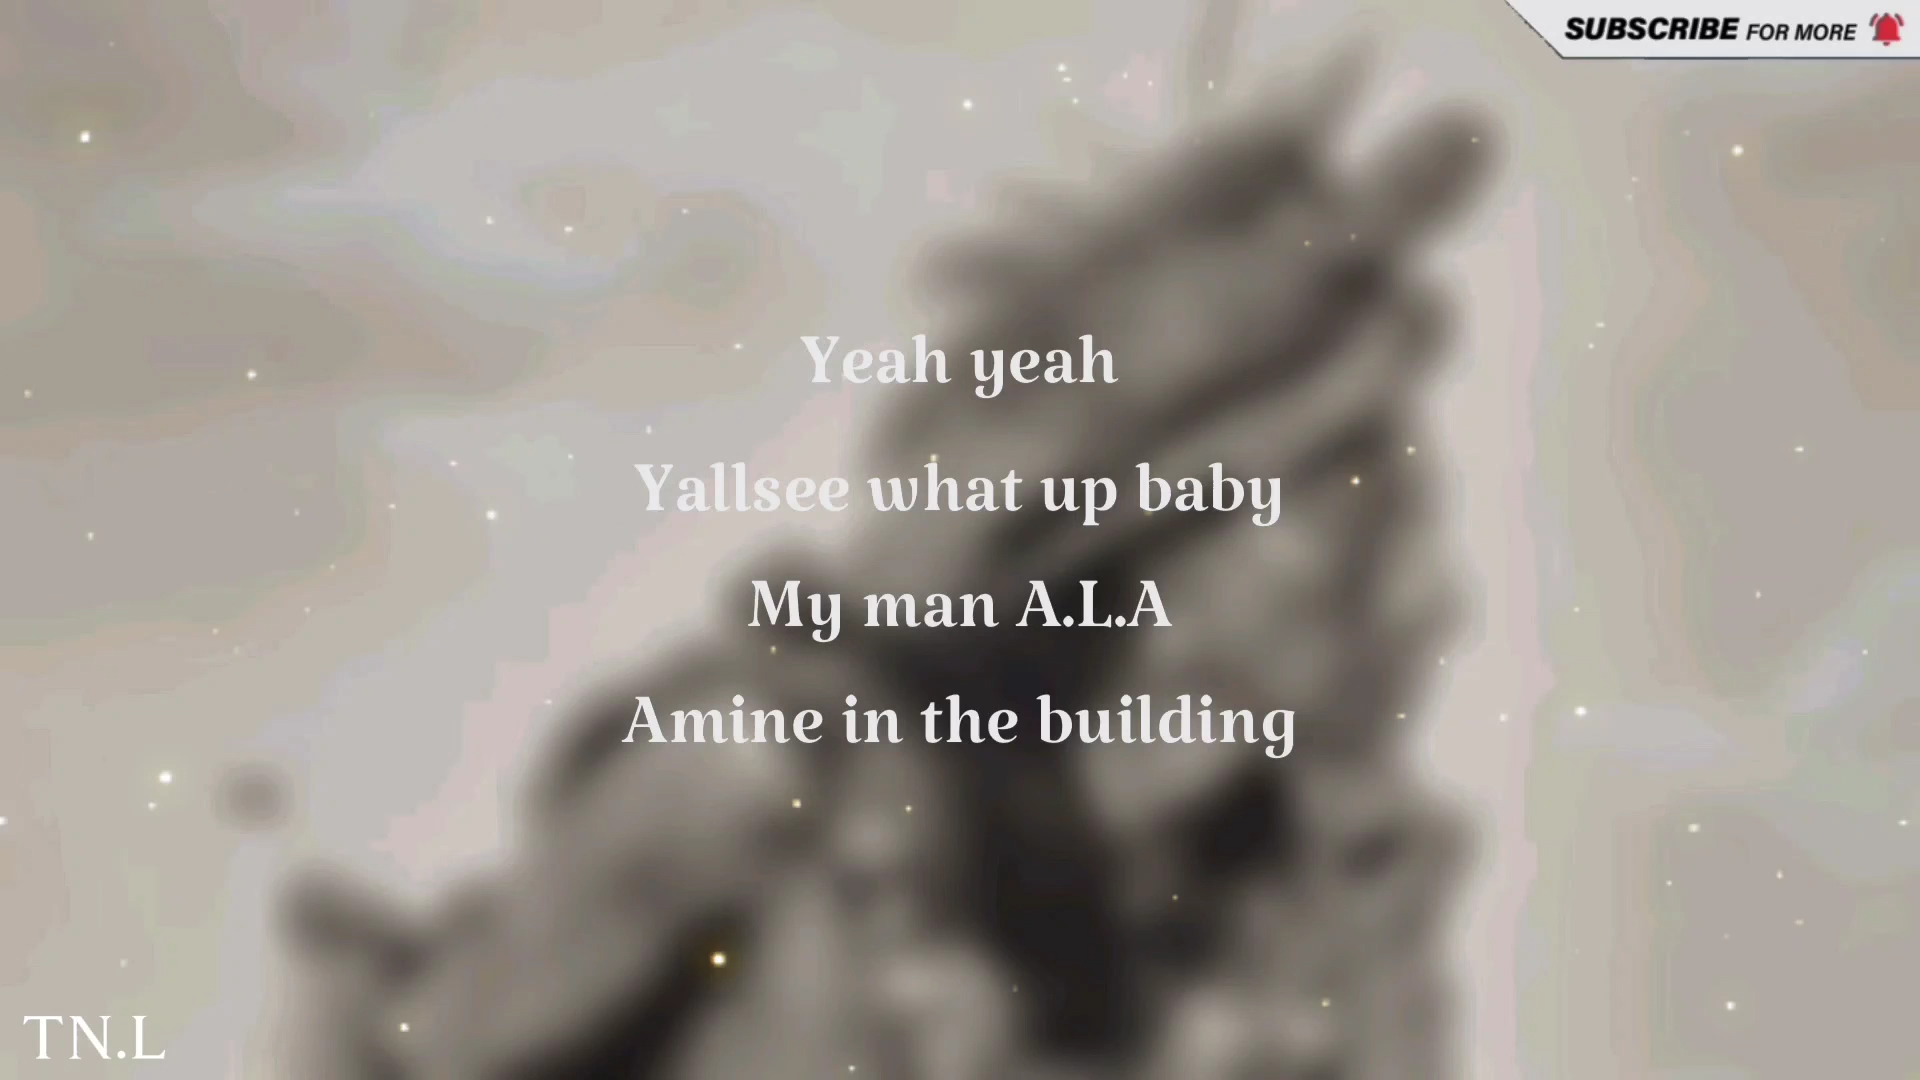 SUBSCRIBE FOR MORE
Yeah yeah
Yallsee what up baby
My man A.L.A
Amine in the building
TN.L